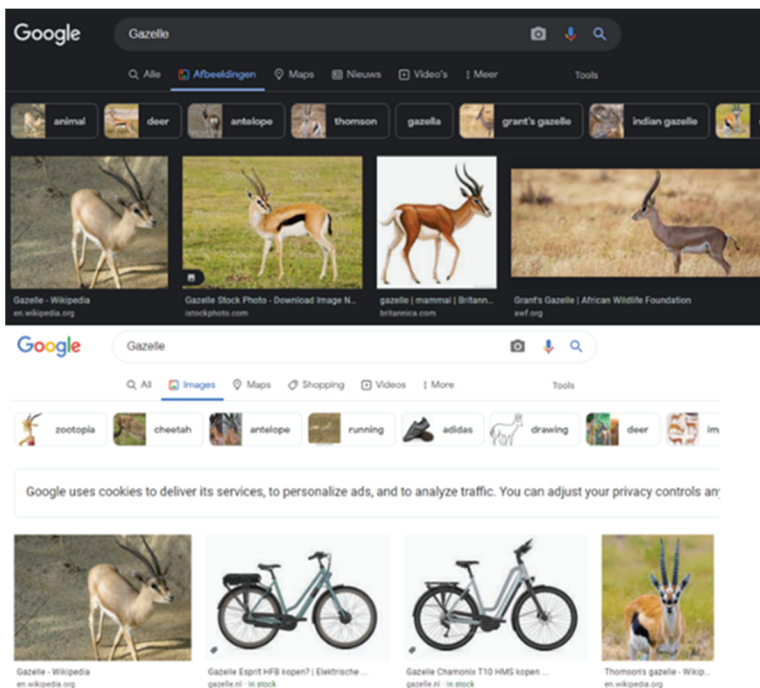 Google Gazelle
Alle Afbeeldingen Maps Nieuws Video's Meer Tools
animal deer antelope thomson gazella grant's gazelle indian gazelle
Gazelle - Wikipedia
en.wikipedia.org
Gazelle Stock Photo - Download Image N...
istockphoto.com
gazelle | mammal | Britann...
britannica.com
Grant's Gazelle | African Wildlife Foundation
awf.org
Google Gazelle
All Images Maps Shopping Videos More Tools
zootopia cheetah antelope running adidas drawing deer im
Google uses cookies to deliver its services, to personalize ads, and to analyze traffic. You can adjust your privacy controls any
Gazelle - Wikipedia
en.wikipedia.org
Gazelle Esprit HFB kopen? | Elektrische ...
gazelle.nl · In stock
Gazelle Chamonix T10 HMS kopen ...
gazelle.nl · In stock
Thomson's gazelle - Wikip...
en.wikipedia.org